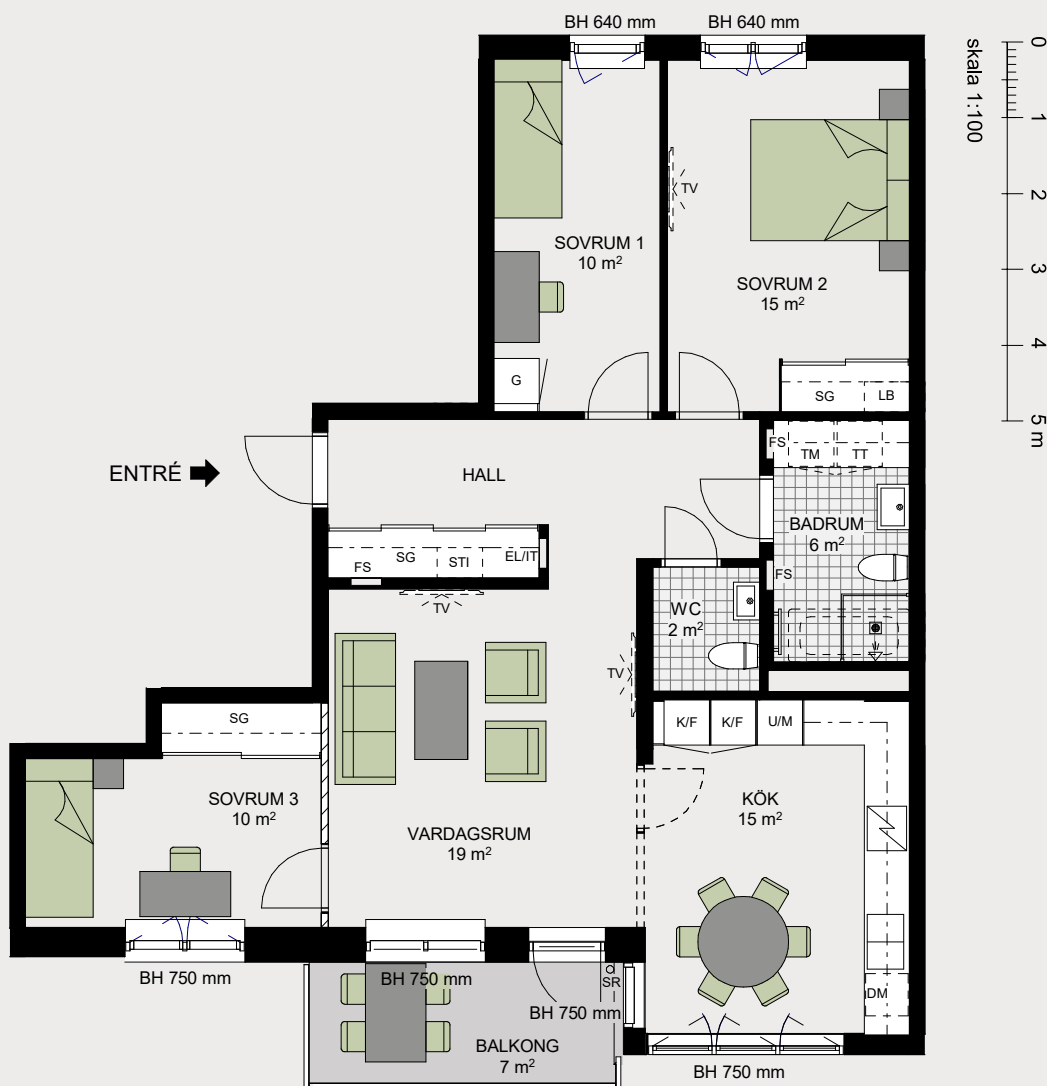 BH 640 mm
BH 640 mm
skala 1:100
0
1
2
3
4
5 m
TV
SOVRUM 1
10 m²
SOVRUM 2
15 m²
G
SG
LB
ENTRÉ
HALL
FS
TM
TT
BADRUM
6 m²
FS
SG
STI
EL/IT
FS
TV
WC
2 m²
TV
SG
K/F
K/F
U/M
SOVRUM 3
10 m²
VARDAGSRUM
19 m²
KÖK
15 m²
BH 750 mm
BH 750 mm
SR
BH 750 mm
DM
BALKONG
7 m²
BH 750 mm